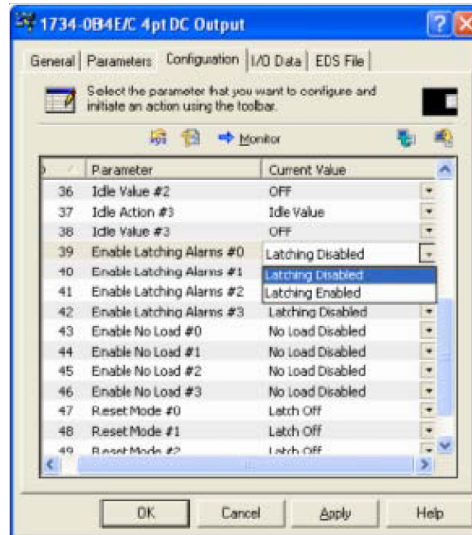 1734-OB4E/C 4pt DC Output
General Parameters Configuration I/O Data EDS File
Select the parameter that you want to configure and
initiate an action using the toolbar.
Monitor
Parameter Current Value
36 Idle Value #2 OFF
37 Idle Action #3 Idle Value
38 Idle Value #3 OFF
39 Enable Latching Alarms #0 Latching Disabled
40 Enable Latching Alarms #1 Latching Disabled
41 Enable Latching Alarms #2 Latching Enabled
42 Enable Latching Alarms #3 Latching Disabled
43 Enable No Load #0 No Load Disabled
44 Enable No Load #1 No Load Disabled
45 Enable No Load #2 No Load Disabled
46 Enable No Load #3 No Load Disabled
47 Reset Mode #0 Latch Off
48 Reset Mode #1 Latch Off
49 Reset Mode #2 Latch Off
OK Cancel Apply Help